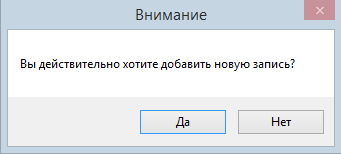 Внимание
Вы действительно хотите добавить новую запись?
Да
Нет